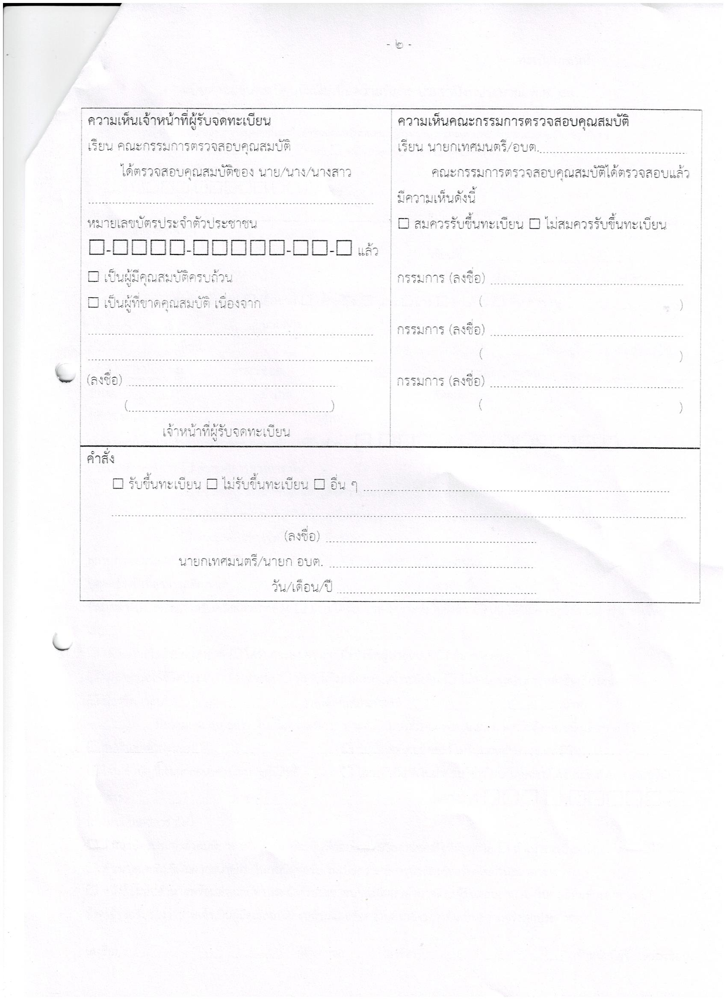 - ๒ -
ความเห็นเจ้าหน้าที่ผู้รับจดทะเบียน
เรียน คณะกรรมการตรวจสอบคุณสมบัติ
ได้ตรวจสอบคุณสมบัติของ นาย/นาง/นางสาว
หมายเลขบัตรประจำตัวประชาชน
☐-☐☐☐☐-☐☐☐☐☐-☐☐-☐ แล้ว
☐ เป็นผู้มีคุณสมบัติครบถ้วน
☐ เป็นผู้ที่ขาดคุณสมบัติ เนื่องจาก
(ลงชื่อ)
( )
เจ้าหน้าที่ผู้รับจดทะเบียน
ความเห็นคณะกรรมการตรวจสอบคุณสมบัติ
เรียน นายกเทศมนตรี/อบต.
คณะกรรมการตรวจสอบคุณสมบัติได้ตรวจสอบแล้ว
มีความเห็นดังนี้
☐ สมควรรับขึ้นทะเบียน ☐ ไม่สมควรรับขึ้นทะเบียน
กรรมการ (ลงชื่อ)
( )
กรรมการ (ลงชื่อ)
( )
กรรมการ (ลงชื่อ)
( )
คำสั่ง
☐ รับขึ้นทะเบียน ☐ ไม่รับขึ้นทะเบียน ☐ อื่น ๆ
(ลงชื่อ)
นายกเทศมนตรี/นายก อบต.
วัน/เดือน/ปี